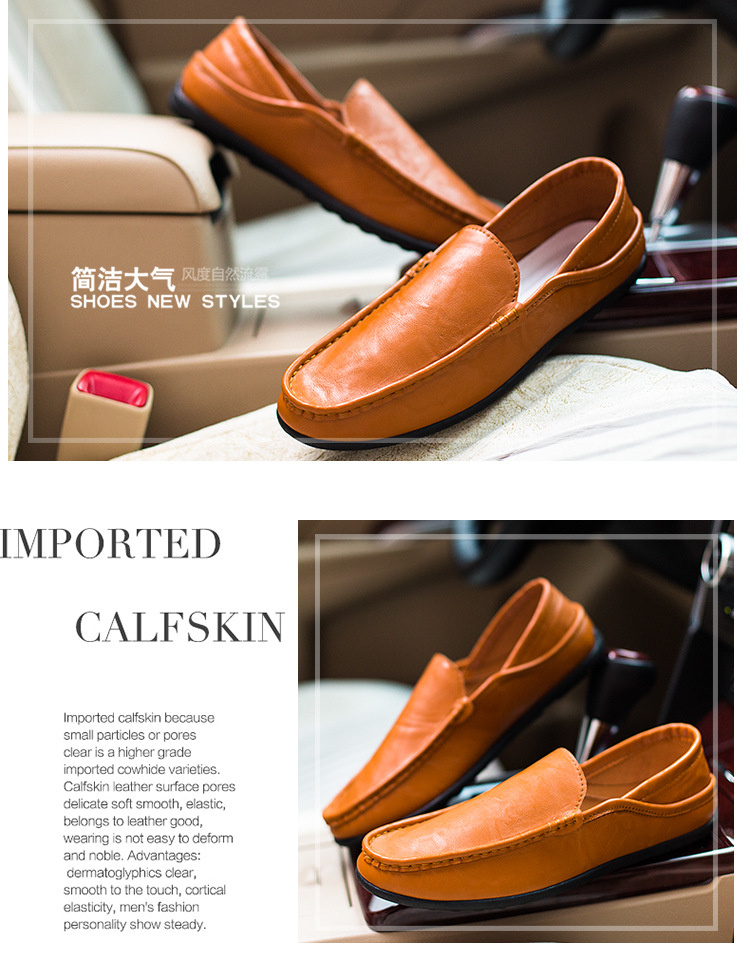 简洁大气 风度自然流露
SHOES NEW STYLES
IMPORTED
CALFSKIN
Imported calfskin because
small particles or pores
clear is a higher grade
imported cowhide varieties.
Calfskin leather surface pores
delicate soft smooth, elastic,
belongs to leather good,
wearing is not easy to deform
and noble. Advantages:
dermatoglyphics clear,
smooth to the touch, cortical
elasticity, men's fashion
personality show steady.